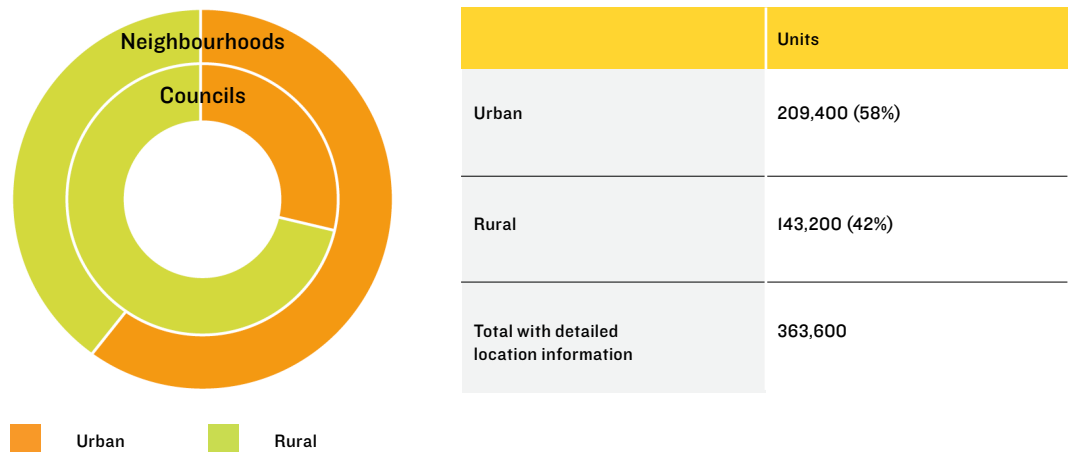 Neighbourhoods
Councils
Urban
Rural
Units
Urban
209,400 (58%)
Rural
143,200 (42%)
Total with detailed
location information
363,600